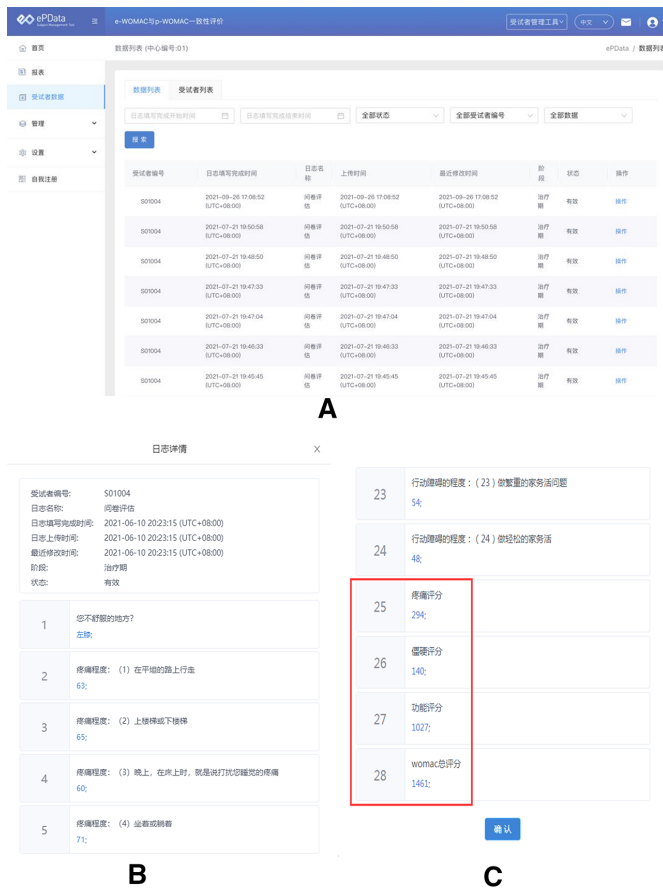 ePData
e-WOMAC与p-WOMAC一致性评价
受试者管理工具
中文
首页
数据列表 (中心编号:01)
ePData / 数据列表
报表
受试者数据
管理
设置
自我注册
数据列表 受试者列表
日志填写完成开始时间 日志填写完成结束时间 全部状态 全部受试者编号 全部数据
搜 索
受试者编号 日志填写完成时间 日志名称 上传时间 最近修改时间 阶段 状态 操作
S01004 2021-09-26 17:08:52 (UTC+08:00) 问卷评估 2021-09-26 17:08:52 (UTC+08:00) 2021-09-26 17:08:52 (UTC+08:00) 治疗期 有效 操作
S01004 2021-07-21 19:50:58 (UTC+08:00) 问卷评估 2021-07-21 19:50:58 (UTC+08:00) 2021-07-21 19:50:58 (UTC+08:00) 治疗期 有效 操作
S01004 2021-07-21 19:48:50 (UTC+08:00) 问卷评估 2021-07-21 19:48:50 (UTC+08:00) 2021-07-21 19:48:50 (UTC+08:00) 治疗期 有效 操作
S01004 2021-07-21 19:47:33 (UTC+08:00) 问卷评估 2021-07-21 19:47:33 (UTC+08:00) 2021-07-21 19:47:33 (UTC+08:00) 治疗期 有效 操作
S01004 2021-07-21 19:47:04 (UTC+08:00) 问卷评估 2021-07-21 19:47:04 (UTC+08:00) 2021-07-21 19:47:04 (UTC+08:00) 治疗期 有效 操作
S01004 2021-07-21 19:46:33 (UTC+08:00) 问卷评估 2021-07-21 19:46:33 (UTC+08:00) 2021-07-21 19:46:33 (UTC+08:00) 治疗期 有效 操作
S01004 2021-07-21 19:45:45 (UTC+08:00) 问卷评估 2021-07-21 19:45:45 (UTC+08:00) 2021-07-21 19:45:45 (UTC+08:00) 治疗期 有效 操作
A
日志详情
受试者编号: S01004
日志名称: 问卷评估
日志填写完成时间: 2021-06-10 20:23:15 (UTC+08:00)
日志上传时间: 2021-06-10 20:23:15 (UTC+08:00)
最近修改时间: 2021-06-10 20:23:15 (UTC+08:00)
阶段: 治疗期
状态: 有效
1 您不舒服的地方?
左膝;
2 疼痛程度: (1) 在平坦的路上行走
63;
3 疼痛程度: (2) 上楼梯或下楼梯
65;
4 疼痛程度: (3) 晚上, 在床上时, 就是说打扰您睡觉的疼痛
60;
5 疼痛程度: (4) 坐着或躺着
71;
B
23 行动障碍的程度: (23) 做繁重的家务活问题
54;
24 行动障碍的程度: (24) 做轻松的家务活
48;
25 疼痛评分
294;
26 僵硬评分
140;
27 功能评分
1027;
28 womac总评分
1461;
确 认
C